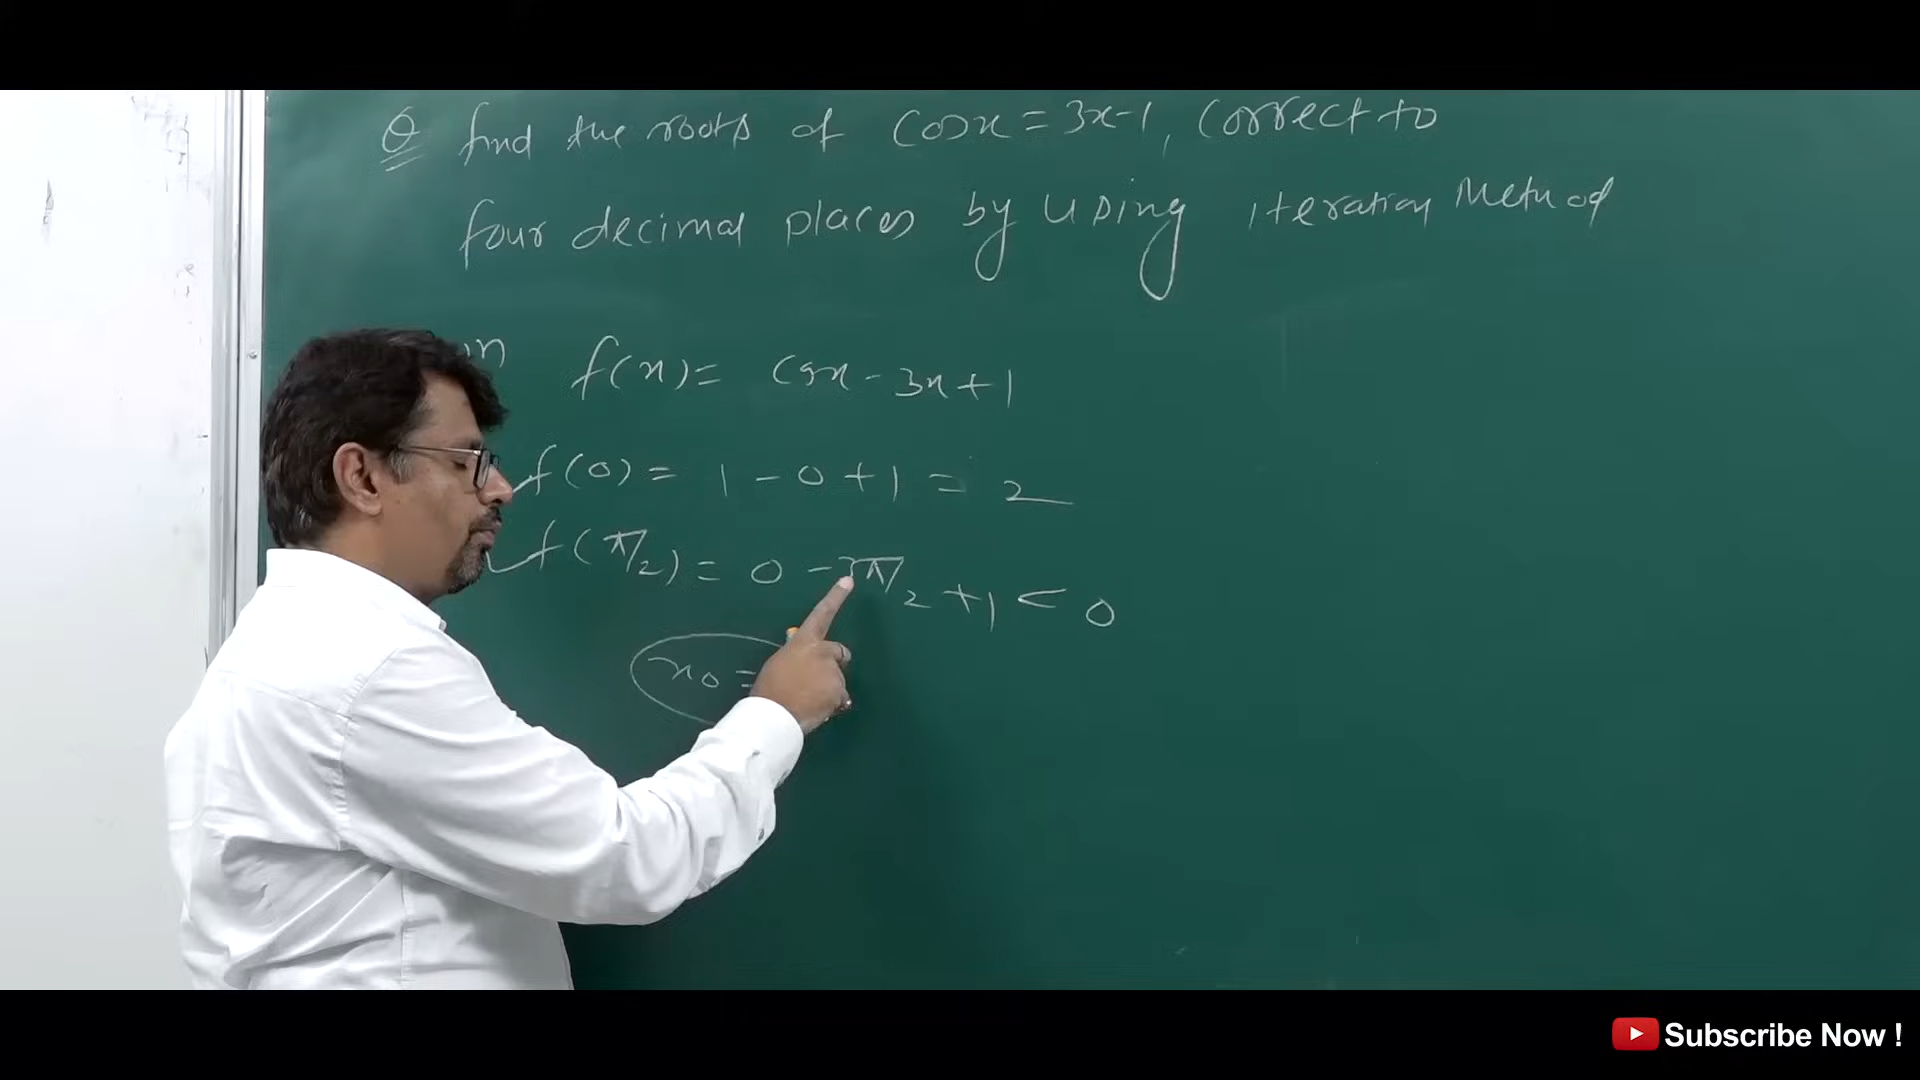 Q find the roots of cosx = 3x-1, correct to
four decimal places by using iteration Method
f(x) = cosx - 3x + 1
f(0) = 1 - 0 + 1 = 2
f(π/2) = 0 - 3π/2 + 1 < 0
x0 =
Subscribe Now !